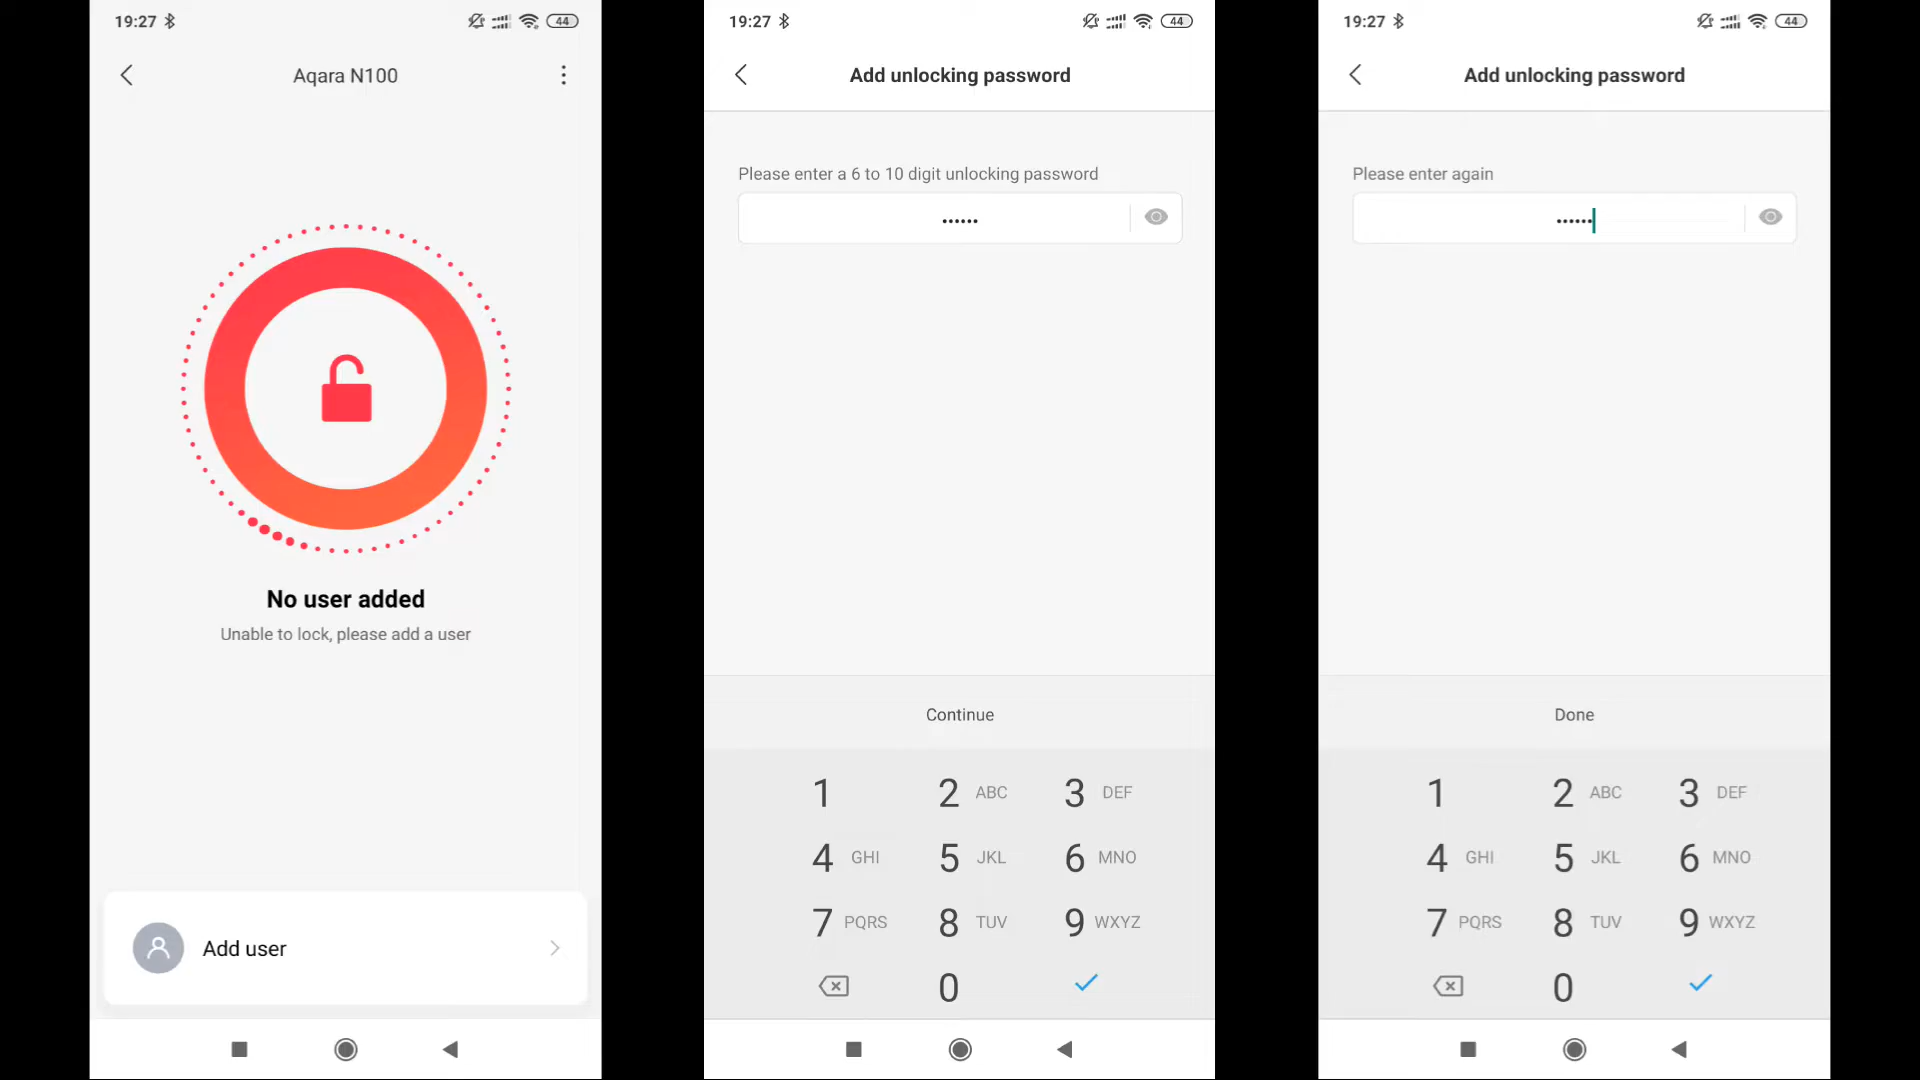 19:27
44
Aqara N100
No user added
Unable to lock, please add a user
Add user
19:27
44
Add unlocking password
Please enter a 6 to 10 digit unlocking password
••••••
Continue
1 2 ABC 3 DEF
4 GHI 5 JKL 6 MNO
7 PQRS 8 TUV 9 WXYZ
0
19:27
44
Add unlocking password
Please enter again
••••••
Done
1 2 ABC 3 DEF
4 GHI 5 JKL 6 MNO
7 PQRS 8 TUV 9 WXYZ
0